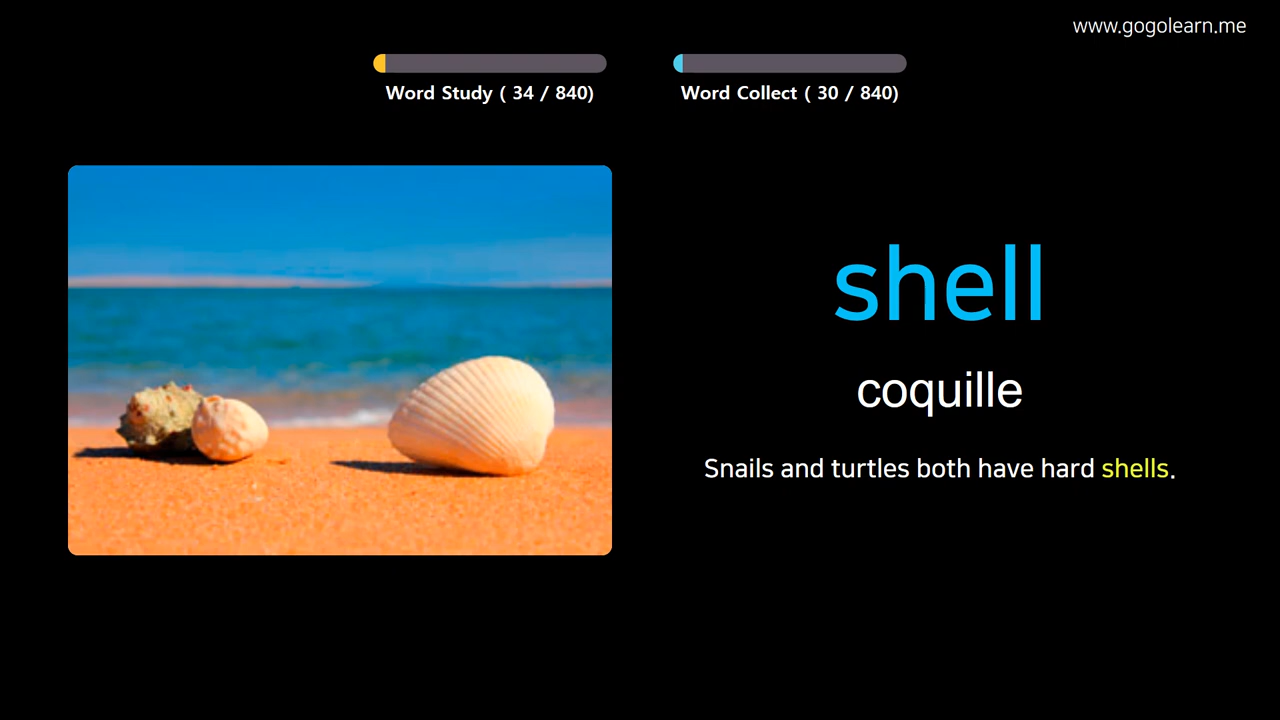 www.gogolearn.me
Word Study ( 34 / 840)
Word Collect ( 30 / 840)
shell
coquille
Snails and turtles both have hard shells.